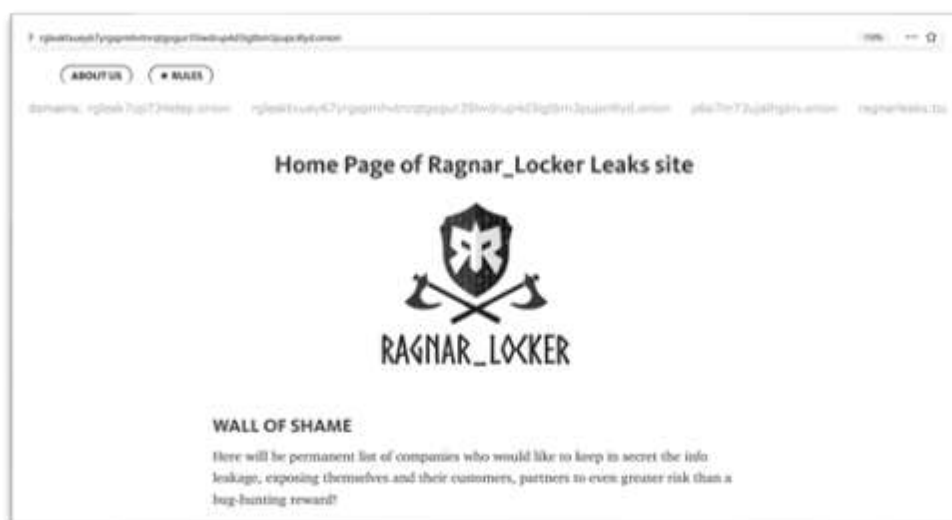 ABOUT US ★ RULES
domains:
Home Page of Ragnar_Locker Leaks site
RAGNAR_LOCKER
WALL OF SHAME
Here will be permanent list of companies who would like to keep in secret the info
leakage, exposing themselves and their customers, partners to even greater risk than a
bug-hunting reward!